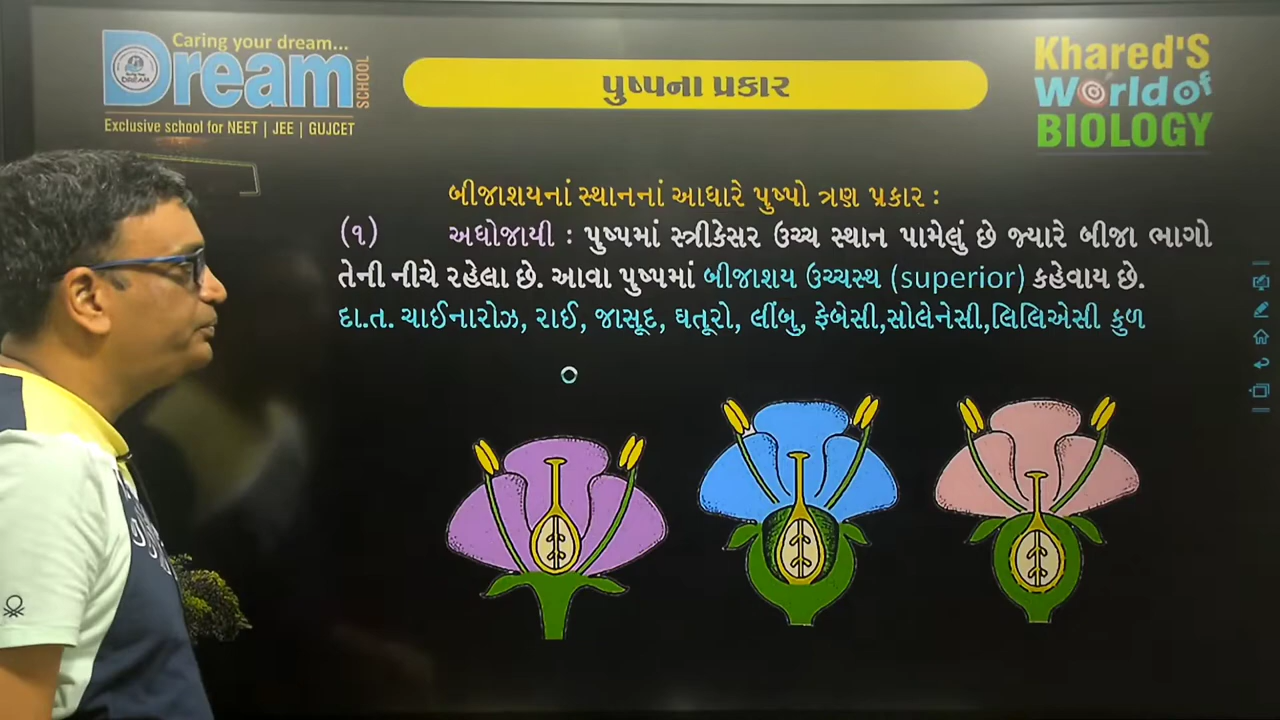 Caring your dream...
Dream SCHOOL
Exclusive school for NEET | JEE | GUJCET
પુષ્પના પ્રકાર
Khared'S
World of
BIOLOGY
બીજાશયનાં સ્થાનનાં આધારે પુષ્પો ત્રણ પ્રકાર :
(૧) અધોજાયી : પુષ્પમાં સ્ત્રીકેસર ઉચ્ચ સ્થાન પામેલું છે જ્યારે બીજા ભાગો
તેની નીચે રહેલા છે. આવા પુષ્પમાં બીજાશય ઉચ્ચસ્થ (superior) કહેવાય છે.
દા.ત. ચાઈનારોઝ, રાઈ, જાસૂદ, ધતૂરો, લીંબુ, ફેબેસી,સોલેનેસી,લિલિએસી કુળ